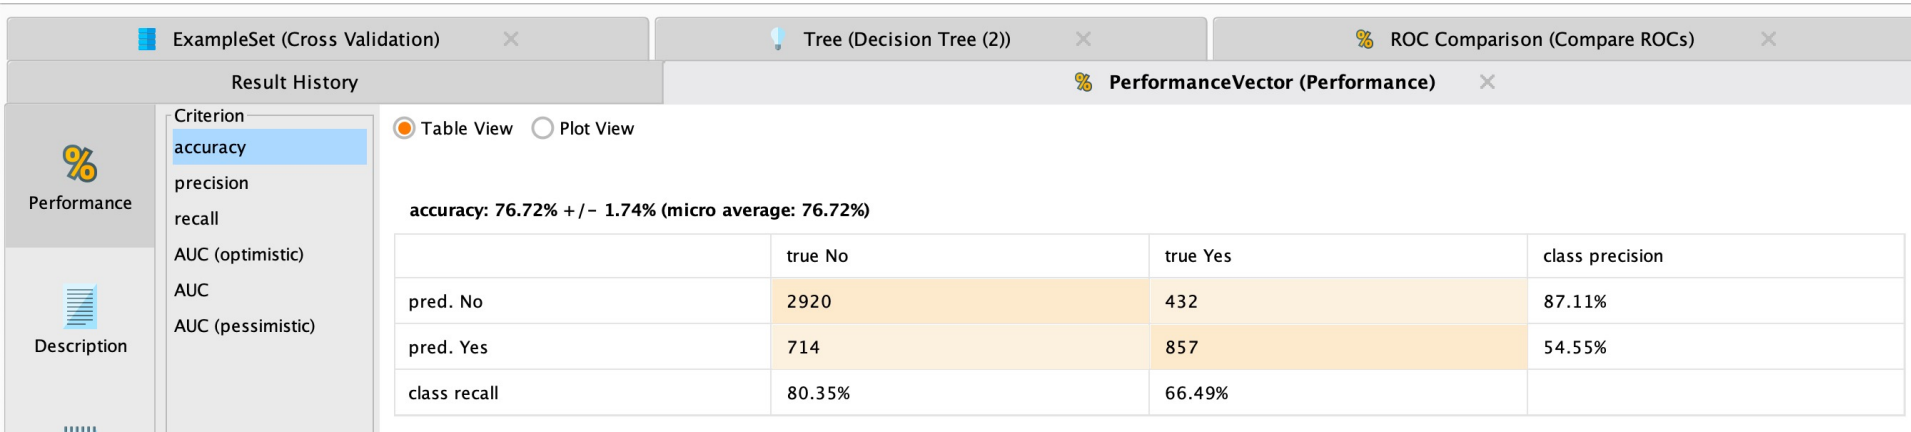 ExampleSet (Cross Validation)
Tree (Decision Tree (2))
ROC Comparison (Compare ROCs)
Result History
PerformanceVector (Performance)
Performance
Description
Criterion
accuracy
precision
recall
AUC (optimistic)
AUC
AUC (pessimistic)
Table View
Plot View
accuracy: 76.72% +/- 1.74% (micro average: 76.72%)
true No true Yes class precision
pred. No 2920 432 87.11%
pred. Yes 714 857 54.55%
class recall 80.35% 66.49%